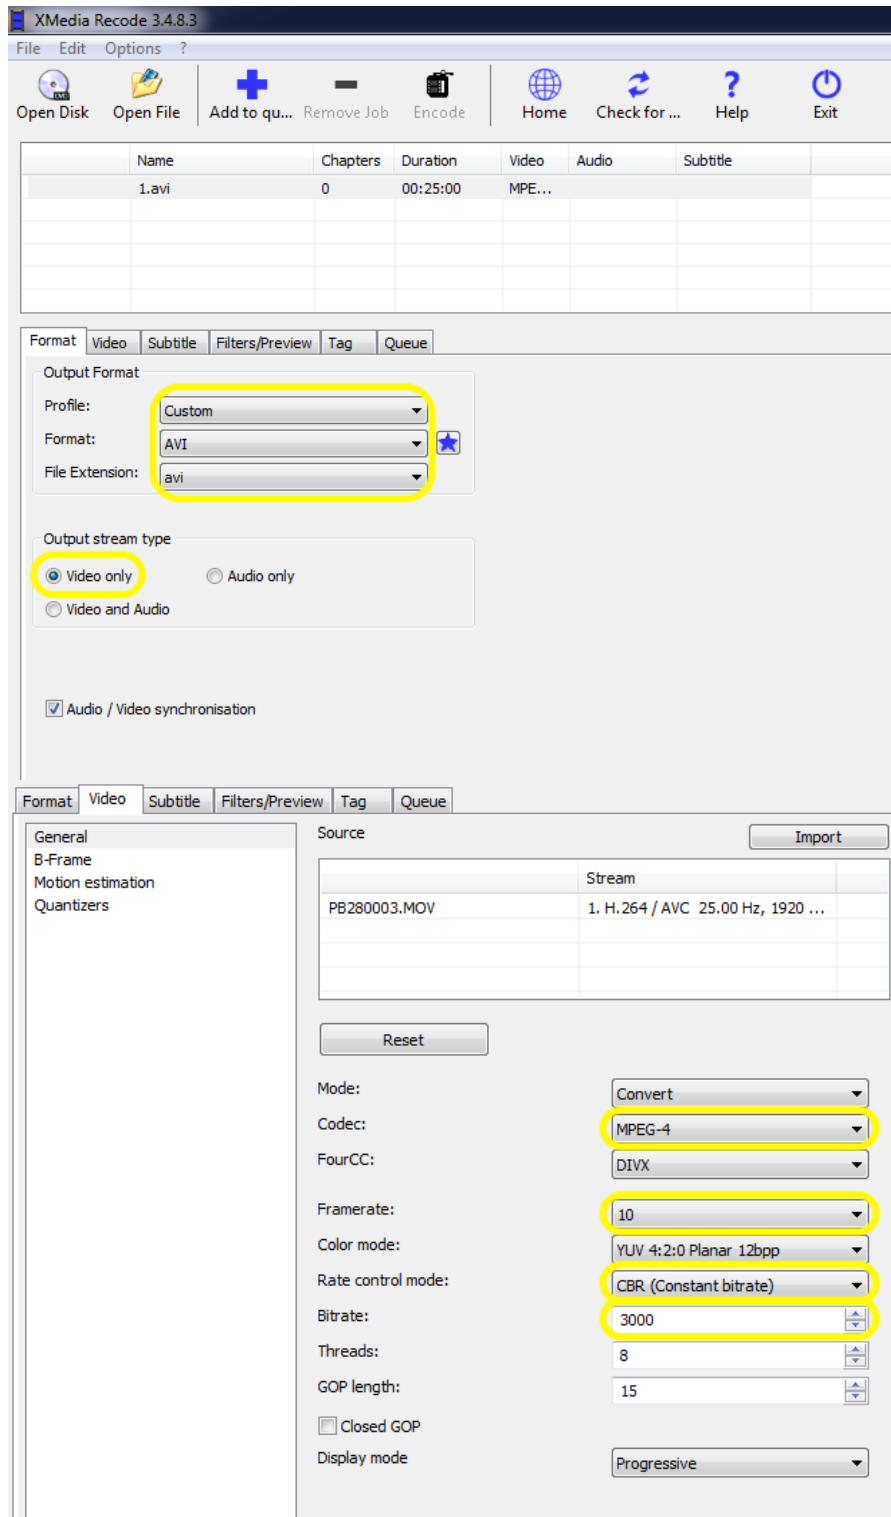 XMedia Recode 3.4.8.3
File Edit Options ?
Open Disk Open File Add to qu... Remove Job Encode Home Check for ... Help Exit
Name Chapters Duration Video Audio Subtitle
1.avi 0 00:25:00 MPE...
Format Video Subtitle Filters/Preview Tag Queue
Output Format
Profile: Custom
Format: AVI
File Extension: avi
Output stream type
Video only Audio only
Video and Audio
Audio / Video synchronisation
Format Video Subtitle Filters/Preview Tag Queue
General Source Import
B-Frame
Motion estimation Stream
Quantizers PB280003.MOV 1. H.264 / AVC 25.00 Hz, 1920 ...
Reset
Mode: Convert
Codec: MPEG-4
FourCC: DIVX
Framerate: 10
Color mode: YUV 4:2:0 Planar 12bpp
Rate control mode: CBR (Constant bitrate)
Bitrate: 3000
Threads: 8
GOP length: 15
Closed GOP
Display mode Progressive